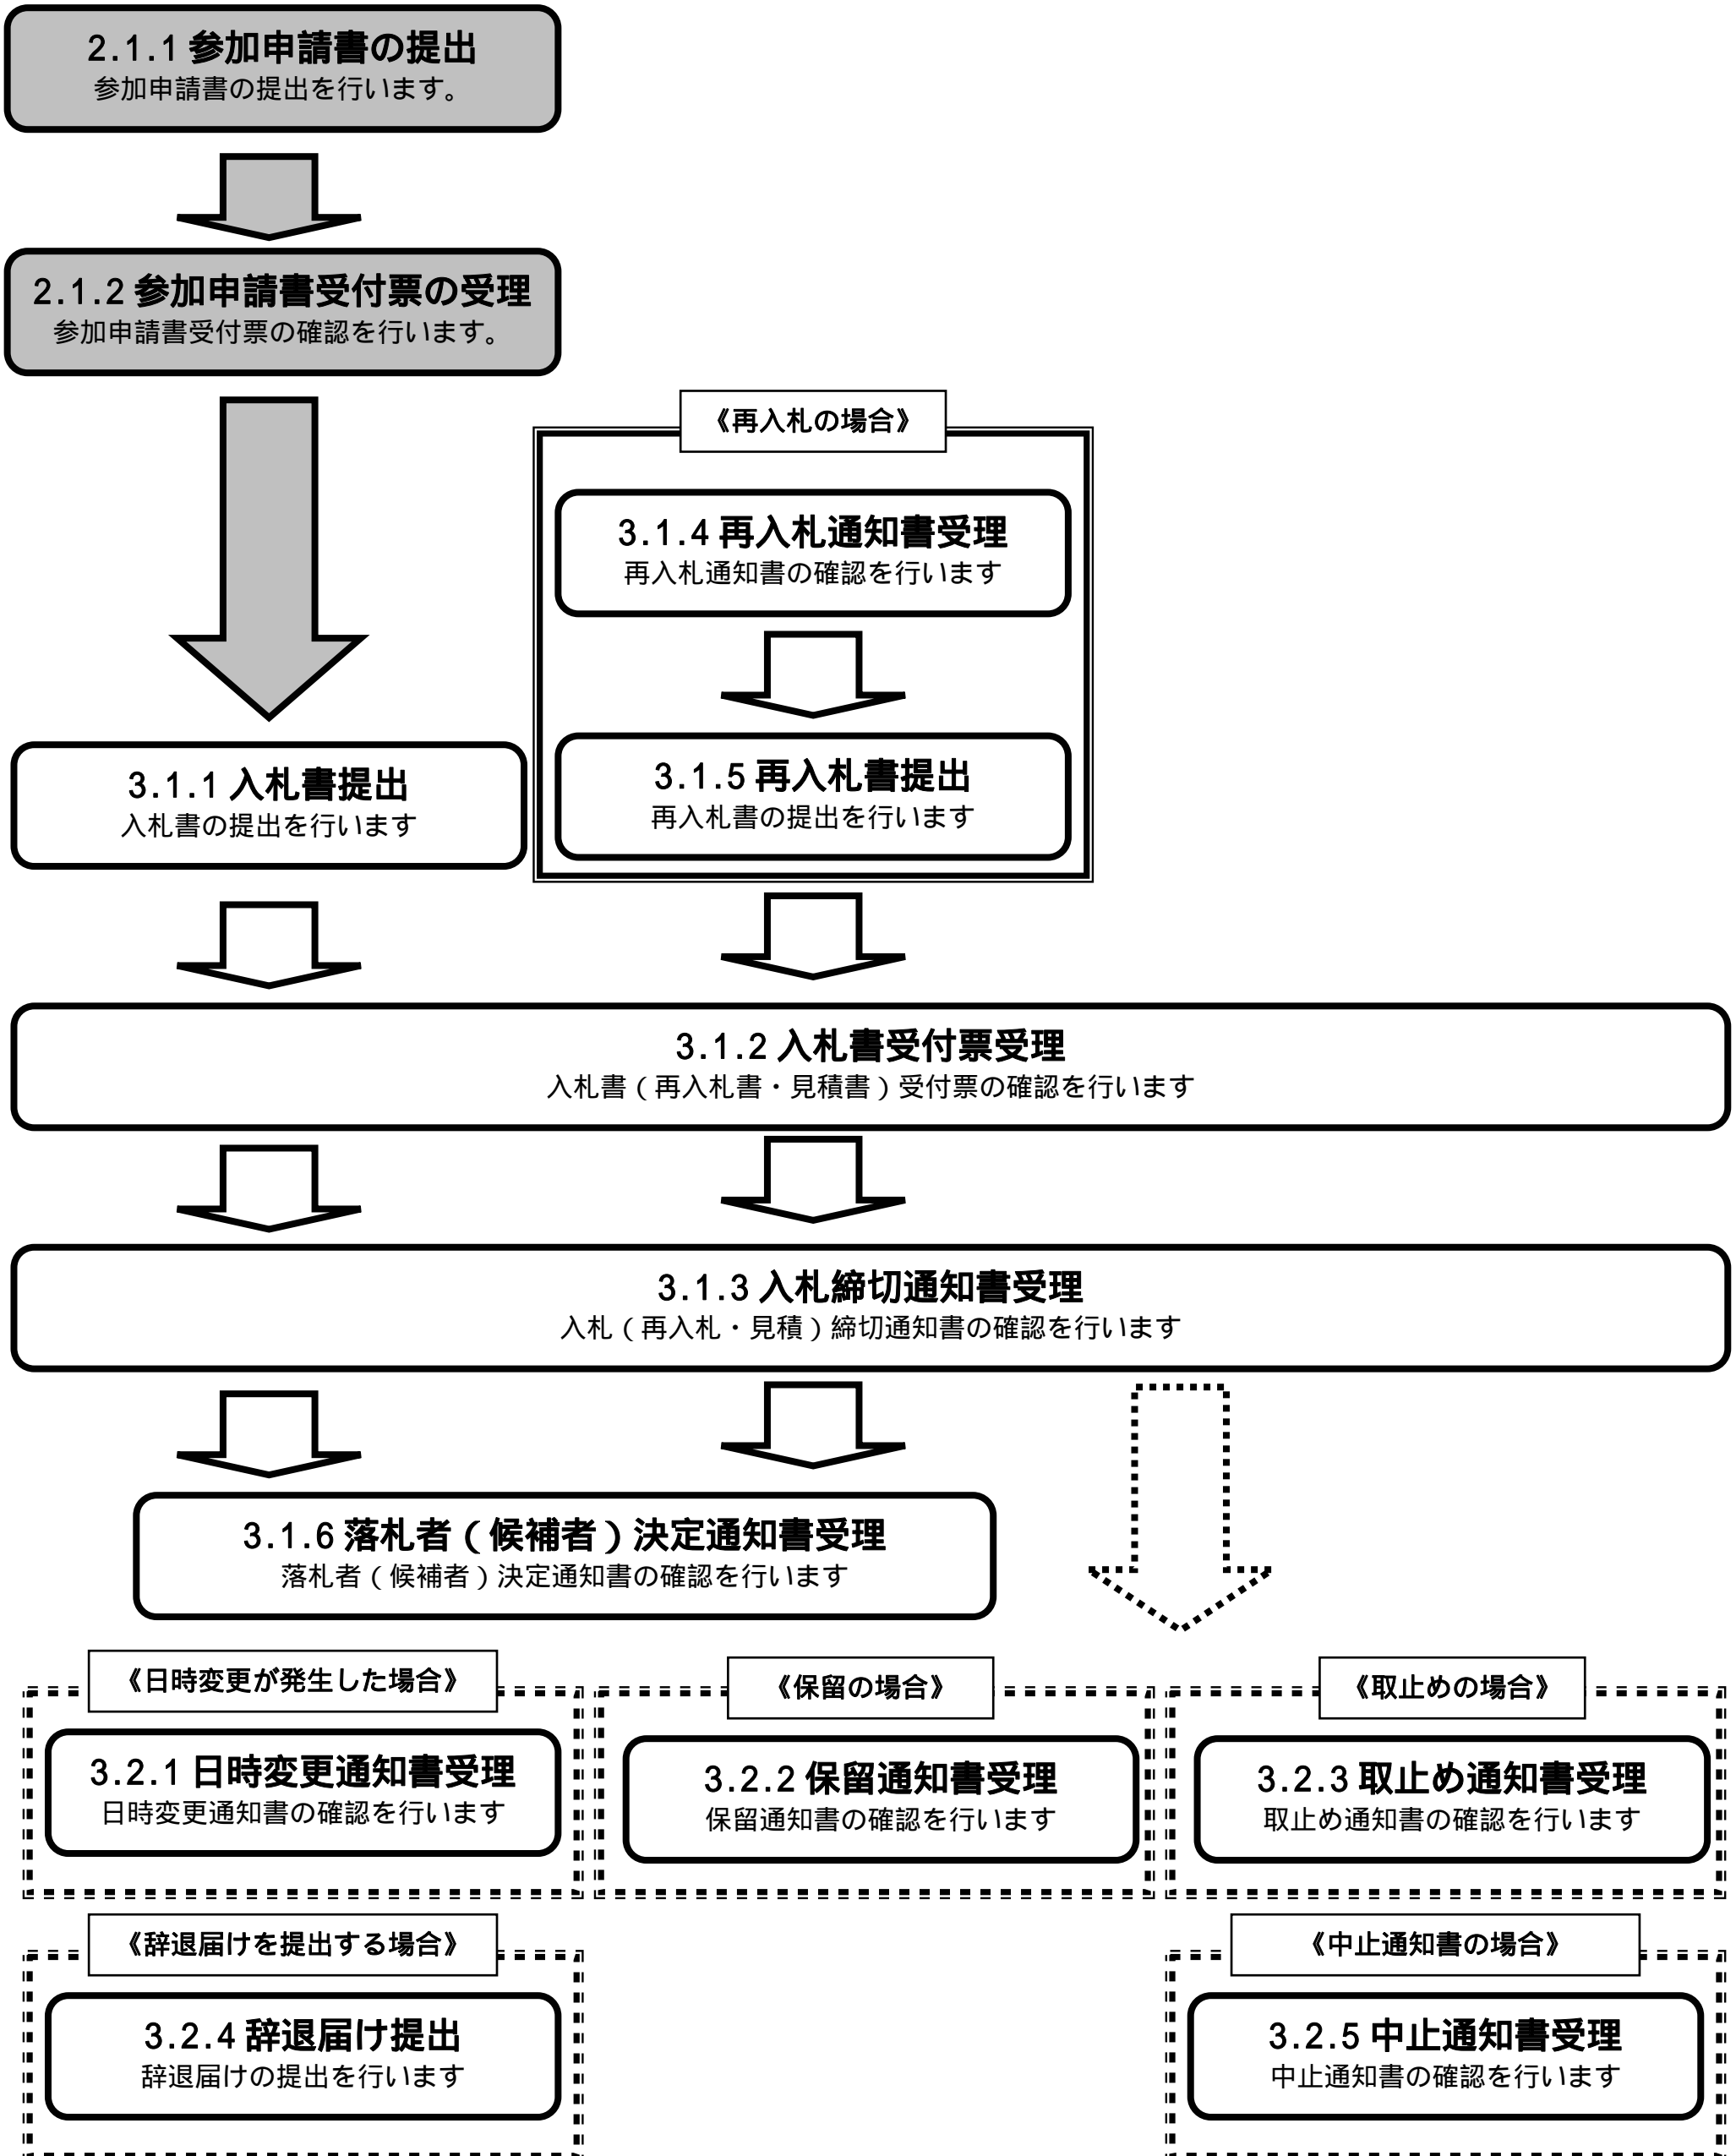 2.1.1 参加申請書の提出
参加申請書の提出を行います。
2.1.2 参加申請書受付票の受理
参加申請書受付票の確認を行います。
《再入札の場合》
3.1.4 再入札通知書受理
再入札通知書の確認を行います
3.1.5 再入札書提出
再入札書の提出を行います
3.1.1 入札書提出
入札書の提出を行います
3.1.2 入札書受付票受理
入札書（再入札書・見積書）受付票の確認を行います
3.1.3 入札締切通知書受理
入札（再入札・見積）締切通知書の確認を行います
3.1.6 落札者（候補者）決定通知書受理
落札者（候補者）決定通知書の確認を行います
《日時変更が発生した場合》
3.2.1 日時変更通知書受理
日時変更通知書の確認を行います
《保留の場合》
3.2.2 保留通知書受理
保留通知書の確認を行います
《取止めの場合》
3.2.3 取止め通知書受理
取止め通知書の確認を行います
《辞退届けを提出する場合》
3.2.4 辞退届け提出
辞退届けの提出を行います
《中止通知書の場合》
3.2.5 中止通知書受理
中止通知書の確認を行います